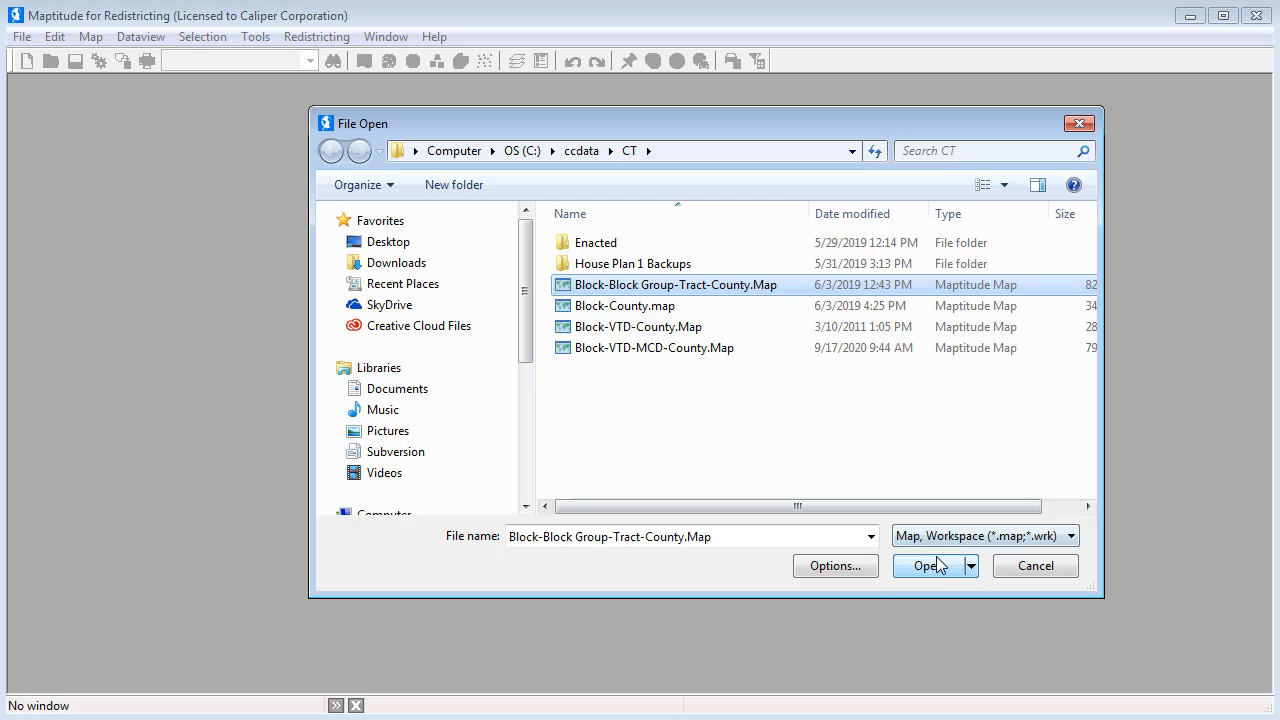 Maptitude for Redistricting (Licensed to Caliper Corporation)
File Edit Map Dataview Selection Tools Redistricting Window Help
File Open
Computer OS (C:) ccdata CT Search CT
Organize New folder
Favorites
Desktop
Downloads
Recent Places
SkyDrive
Creative Cloud Files
Libraries
Documents
Music
Pictures
Subversion
Videos
Computer
Name Date modified Type Size
Enacted 5/29/2019 12:14 PM File folder
House Plan 1 Backups 5/31/2019 3:13 PM File folder
Block-Block Group-Tract-County.Map 6/3/2019 12:43 PM Maptitude Map 82
Block-County.map 6/3/2019 4:25 PM Maptitude Map 34
Block-VTD-County.Map 3/10/2011 1:05 PM Maptitude Map 28
Block-VTD-MCD-County.Map 9/17/2020 9:44 AM Maptitude Map 79
File name: Block-Block Group-Tract-County.Map Map, Workspace (*.map;*.wrk)
Options... Open Cancel
No window